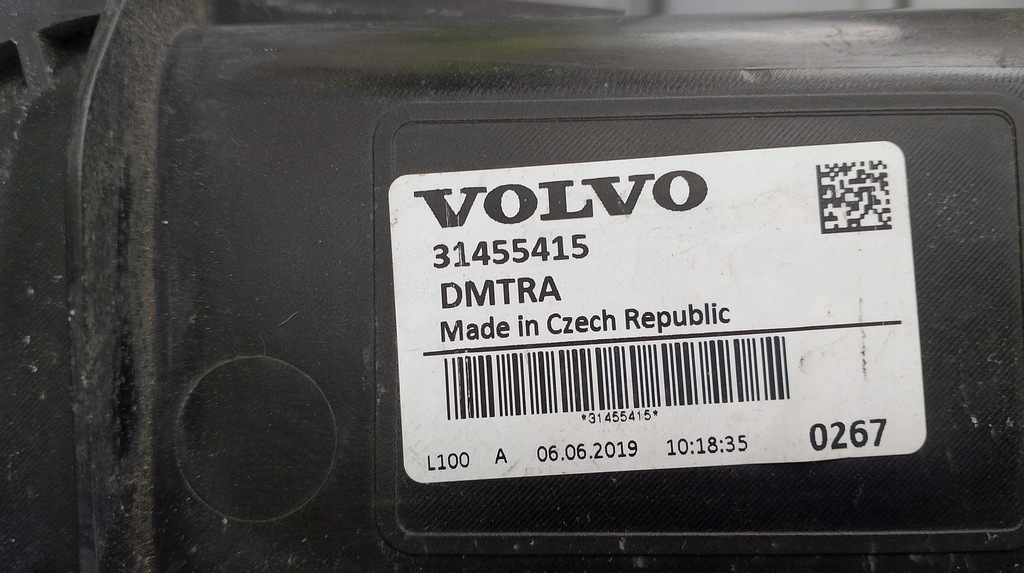 VOLVO
31455415
DMTRA
Made in Czech Republic
*31455415*
L100 A 06.06.2019 10:18:35 0267